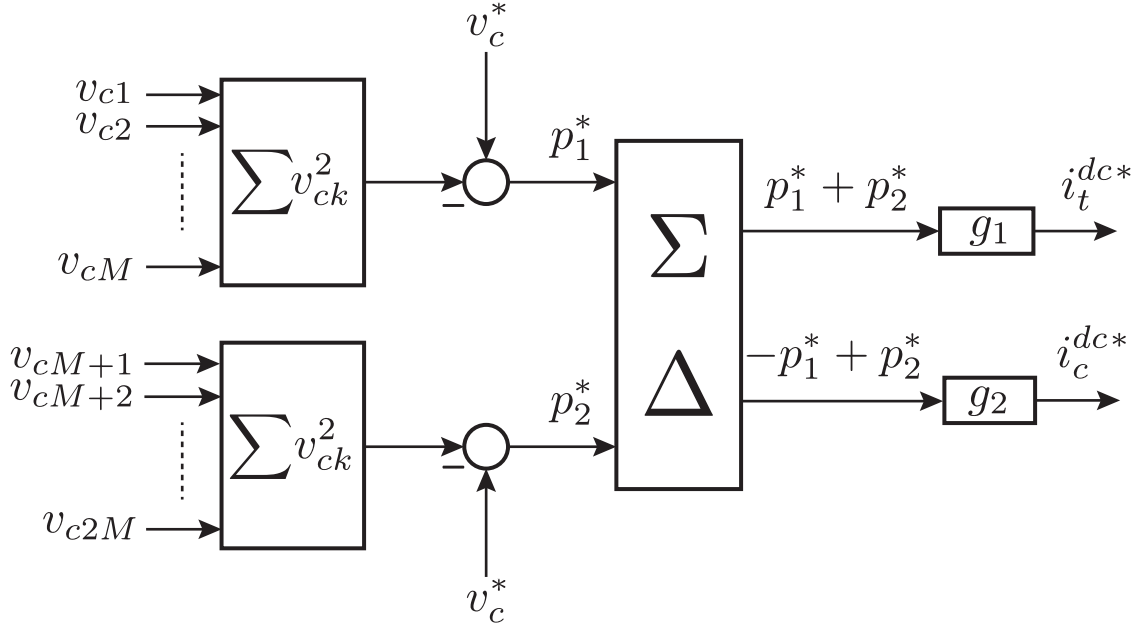 v_c^*
v_{c1}
v_{c2}
v_{cM}
∑ v_{ck}^2
−
p_1^*
v_{cM+1}
v_{cM+2}
v_{c2M}
∑ v_{ck}^2
−
p_2^*
v_c^*
Σ
Δ
p_1^* + p_2^*
g_1
i_t^{dc*}
−p_1^* + p_2^*
g_2
i_c^{dc*}